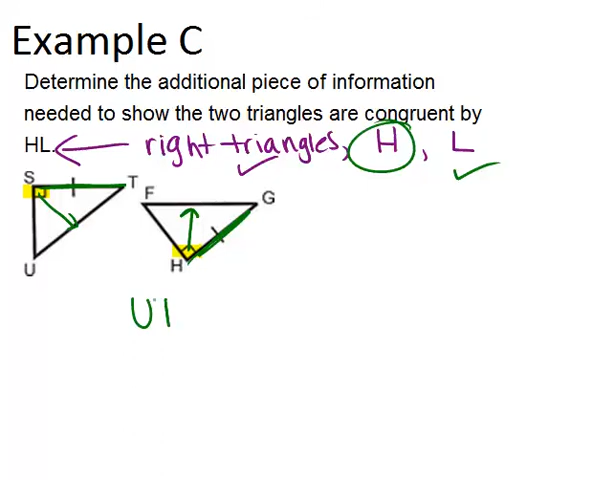 Example C
Determine the additional piece of information
needed to show the two triangles are congruent by
HL. right triangles, H, L
S T F G
U H